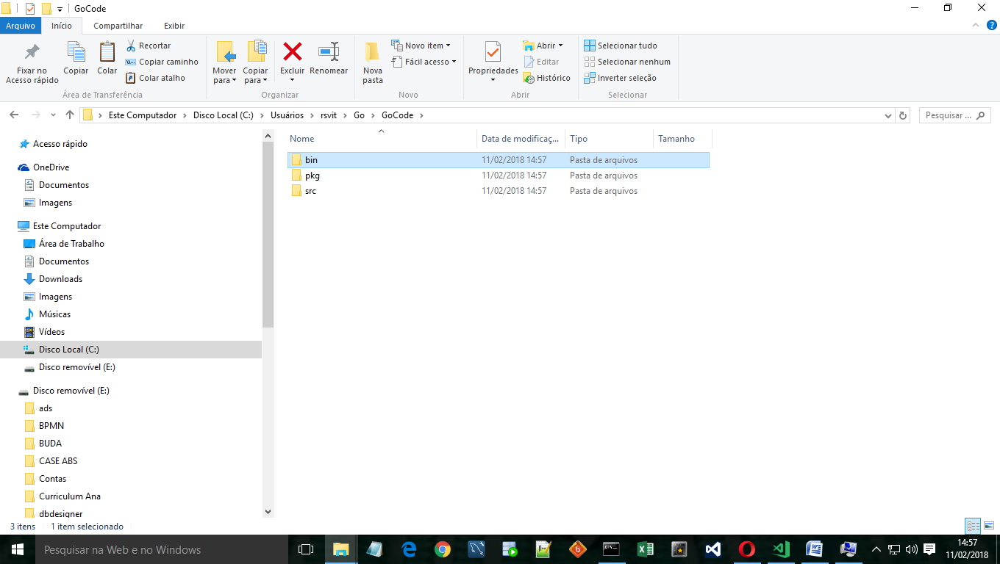 GoCode
Arquivo Início Compartilhar Exibir
Fixar no Acesso rápido
Copiar
Colar
Recortar
Copiar caminho
Colar atalho
Área de Transferência
Mover para
Copiar para
Excluir
Renomear
Organizar
Nova pasta
Novo item
Fácil acesso
Novo
Propriedades
Abrir
Editar
Histórico
Abrir
Selecionar tudo
Selecionar nenhum
Inverter seleção
Selecionar
Este Computador > Disco Local (C:) > Usuários > rsvit > Go > GoCode >
Pesquisar ...
Acesso rápido
OneDrive
Documentos
Imagens
Este Computador
Área de Trabalho
Documentos
Downloads
Imagens
Músicas
Vídeos
Disco Local (C:)
Disco removível (E:)
Disco removível (E:)
ads
BPMN
BUDA
CASE ABS
Contas
Curriculum Ana
dbdesigner
Nome Data de modificaç... Tipo Tamanho
bin 11/02/2018 14:57 Pasta de arquivos
pkg 11/02/2018 14:57 Pasta de arquivos
src 11/02/2018 14:57 Pasta de arquivos
3 itens 1 item selecionado
Pesquisar na Web e no Windows
14:57
11/02/2018